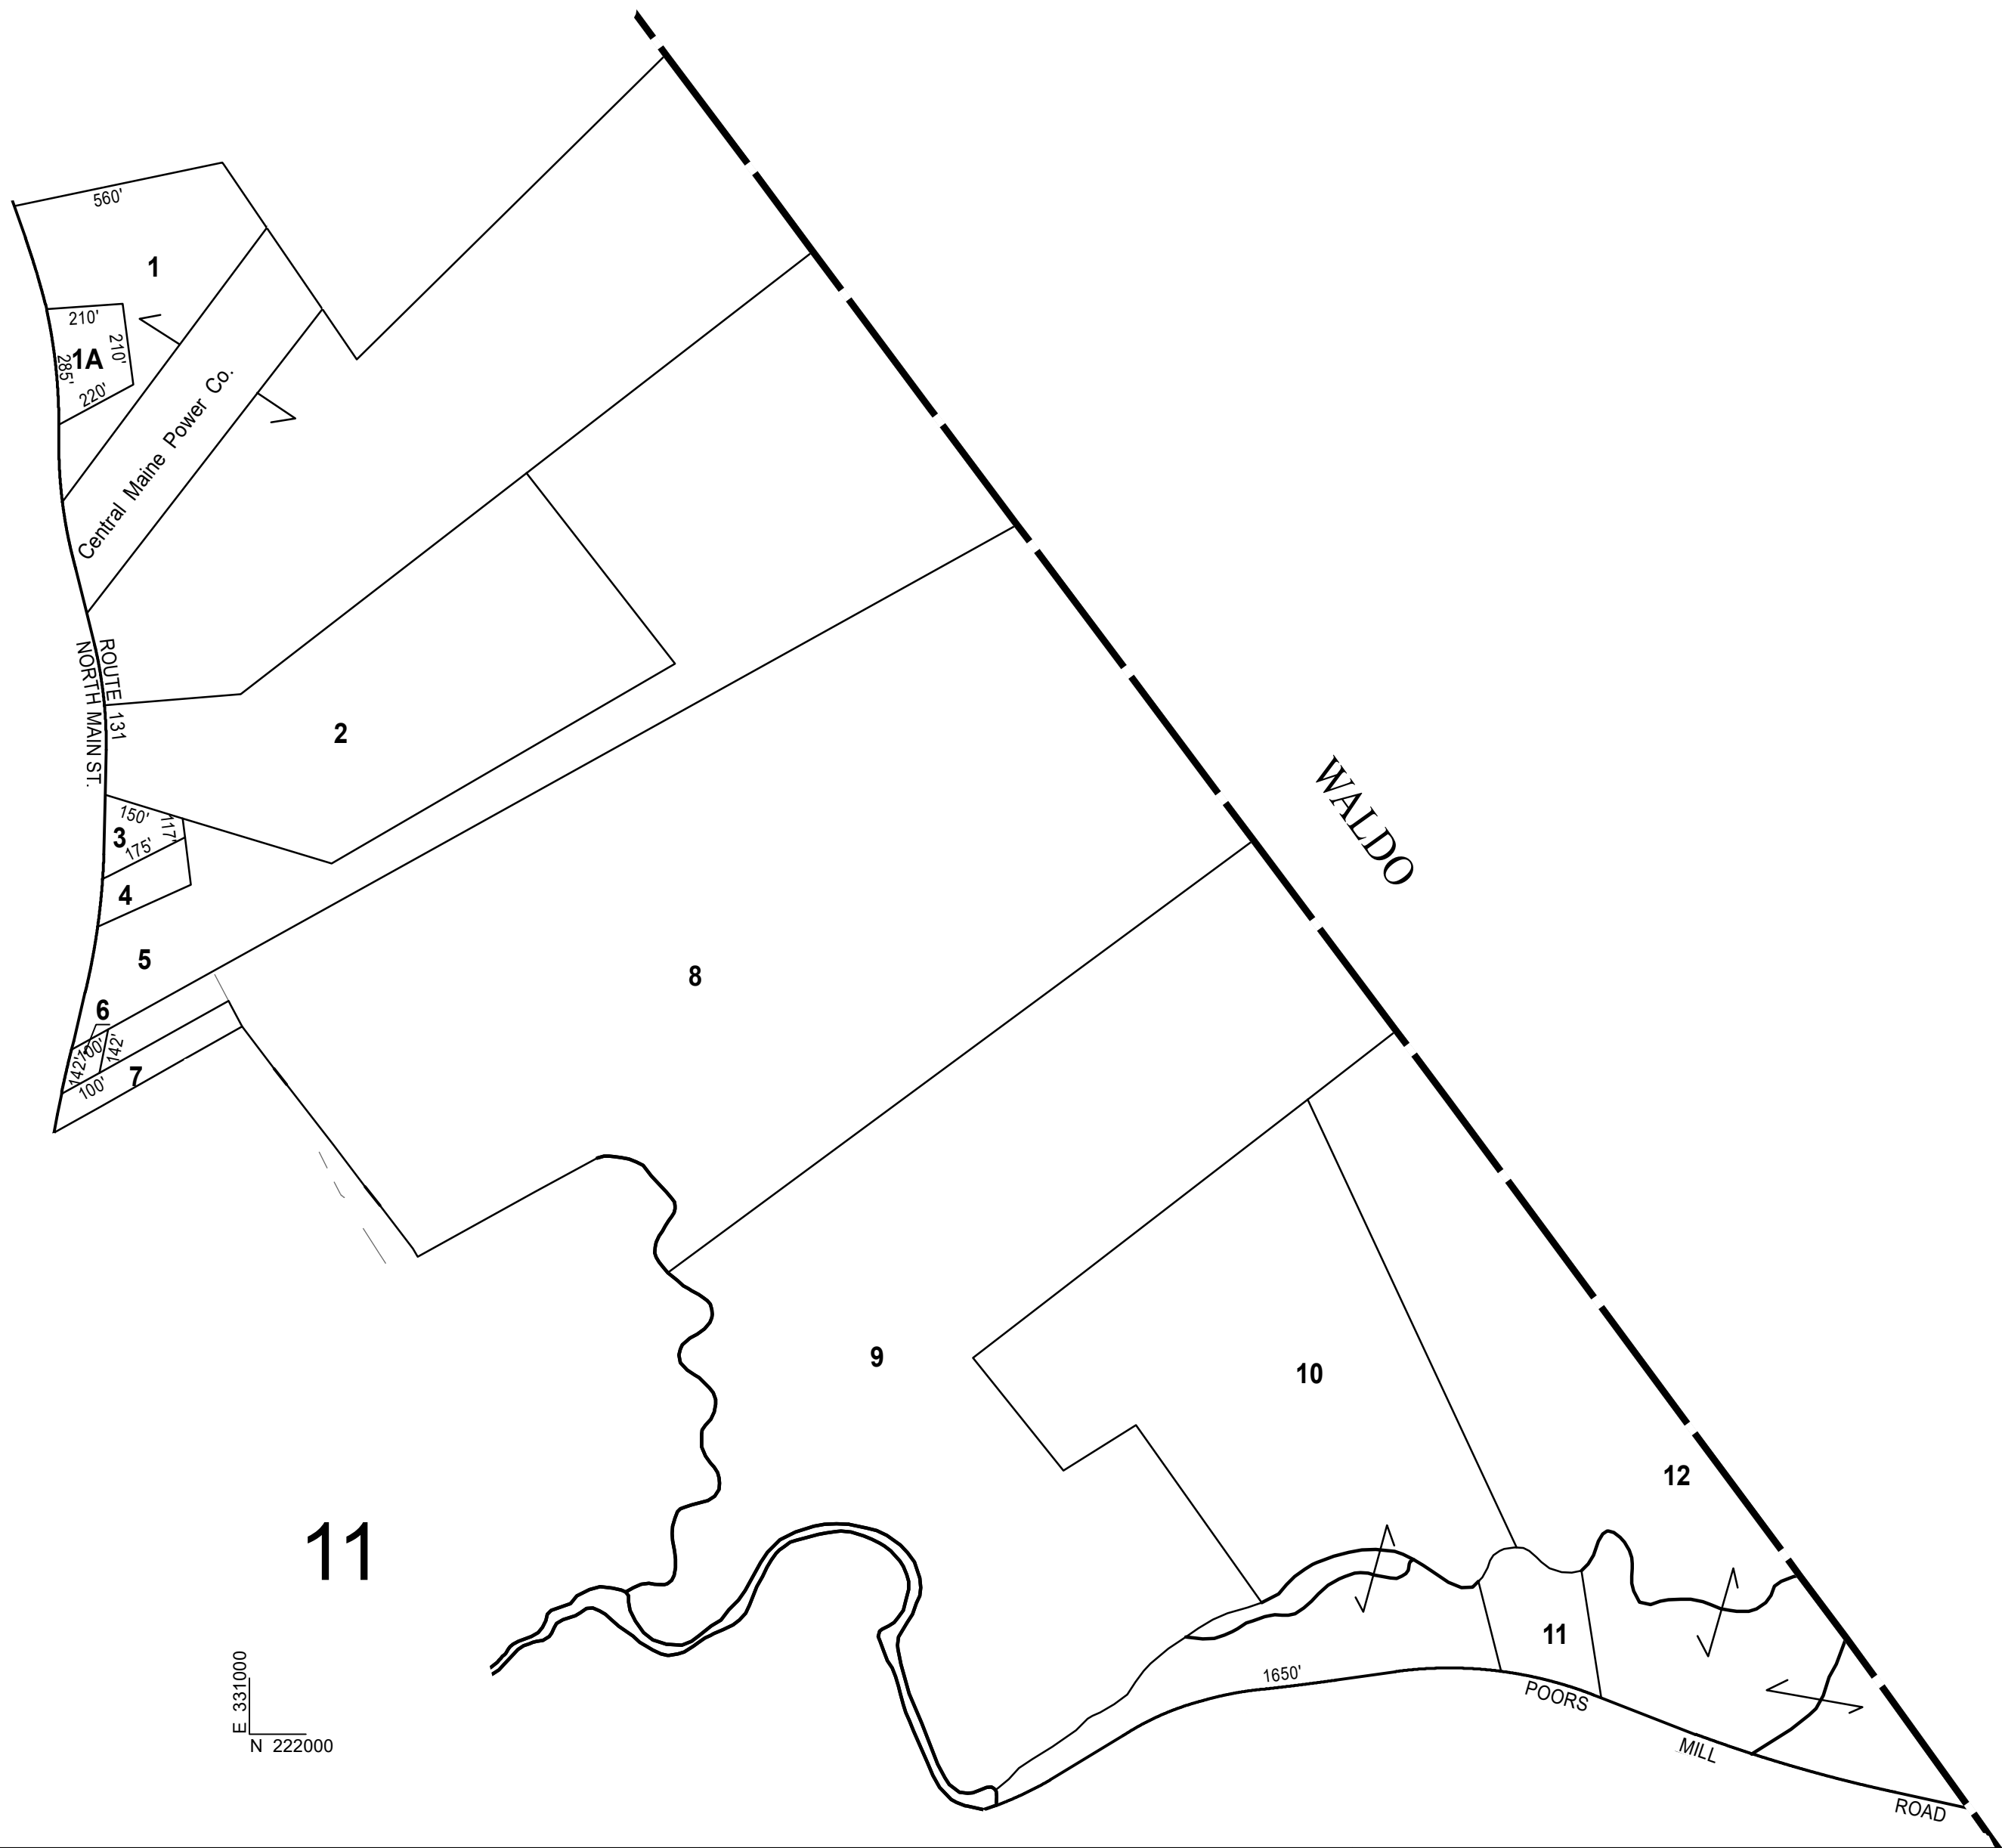 560'
1
210'
210'
1A
285'
220'
Central Maine Power Co.
ROUTE 131
NORTH MAIN ST.
2
WALDO
150'
117'
3
175'
4
5
8
6
100'
142'
142'
7
100'
9
10
12
11
11
1650'
POORS
MILL
ROAD
E 331000
N 222000